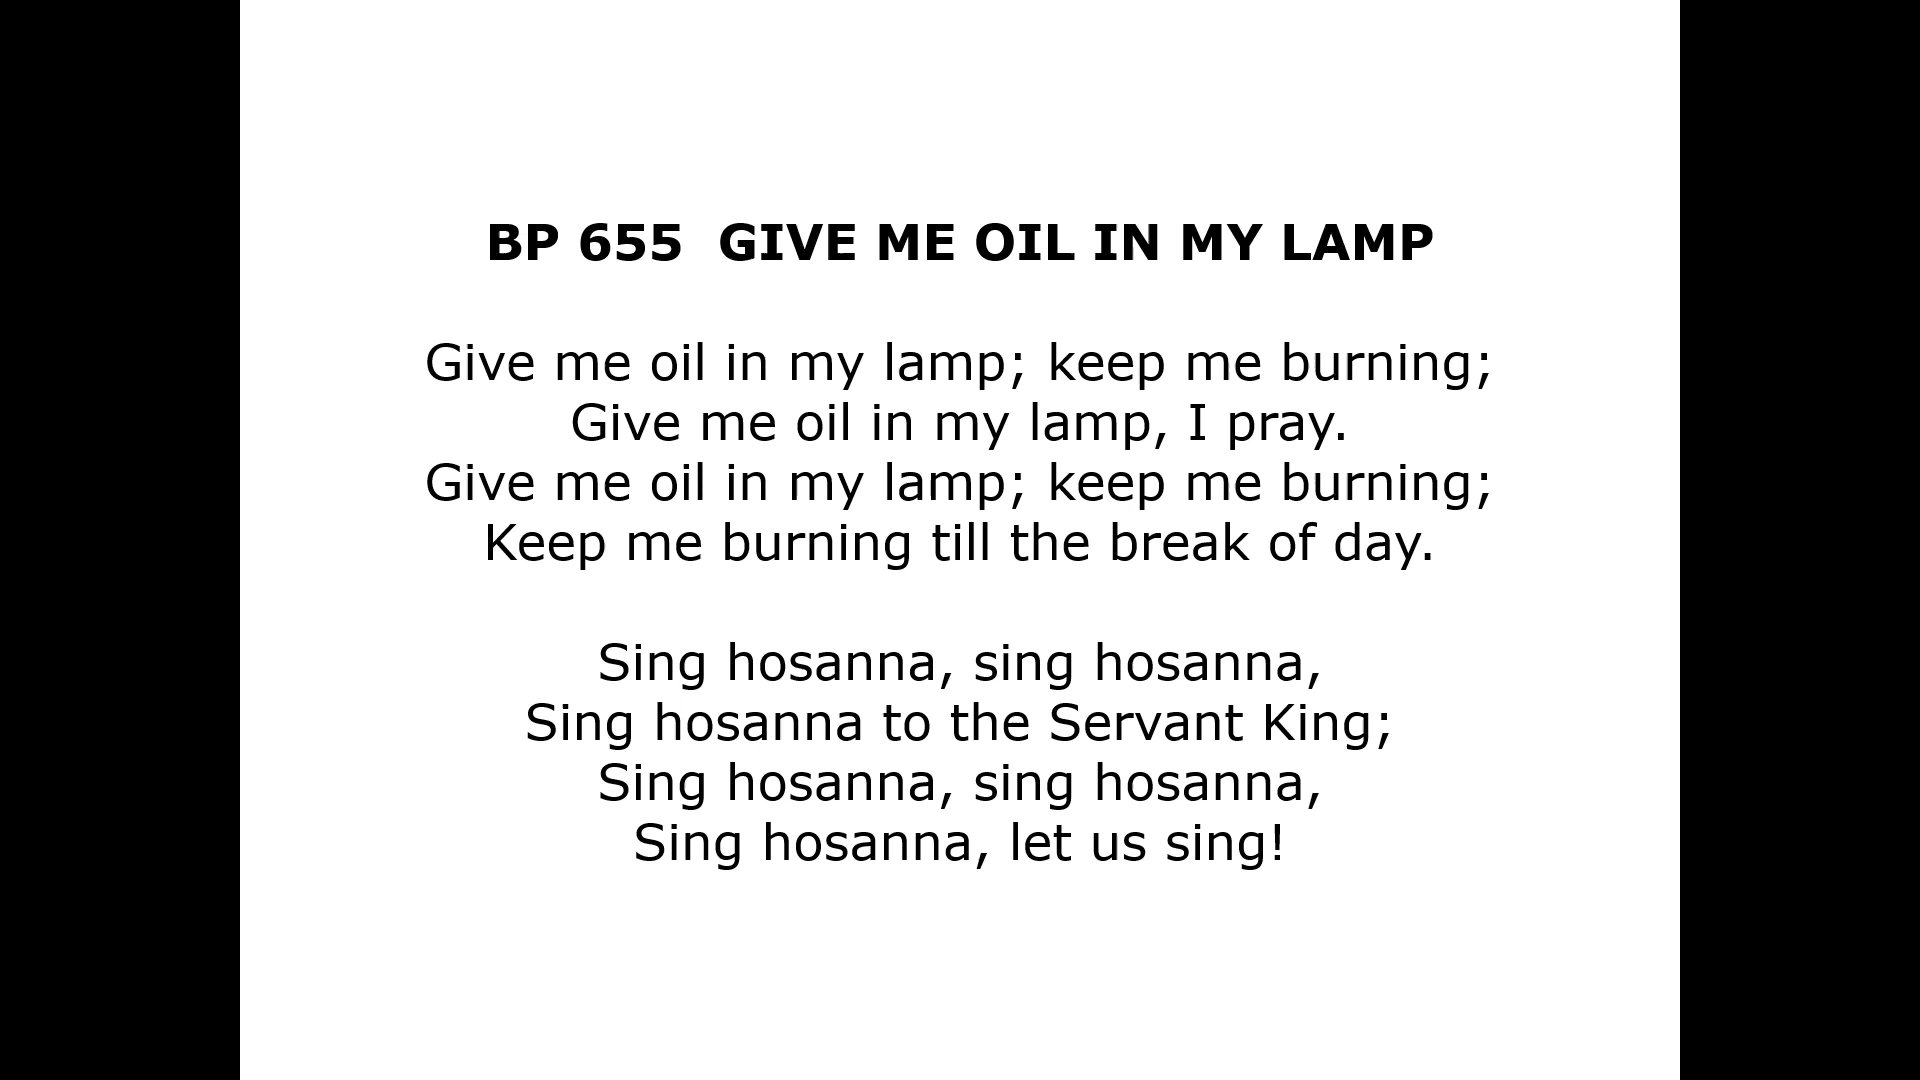 BP 655  GIVE ME OIL IN MY LAMP
Give me oil in my lamp; keep me burning;
Give me oil in my lamp, I pray.
Give me oil in my lamp; keep me burning;
Keep me burning till the break of day.
Sing hosanna, sing hosanna,
Sing hosanna to the Servant King;
Sing hosanna, sing hosanna,
Sing hosanna, let us sing!